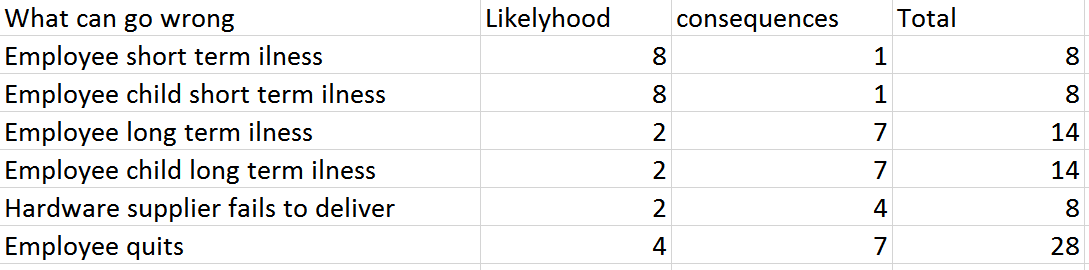 What can go wrong Likelyhood consequences Total
Employee short term ilness 8 1 8
Employee child short term ilness 8 1 8
Employee long term ilness 2 7 14
Employee child long term ilness 2 7 14
Hardware supplier fails to deliver 2 4 8
Employee quits 4 7 28